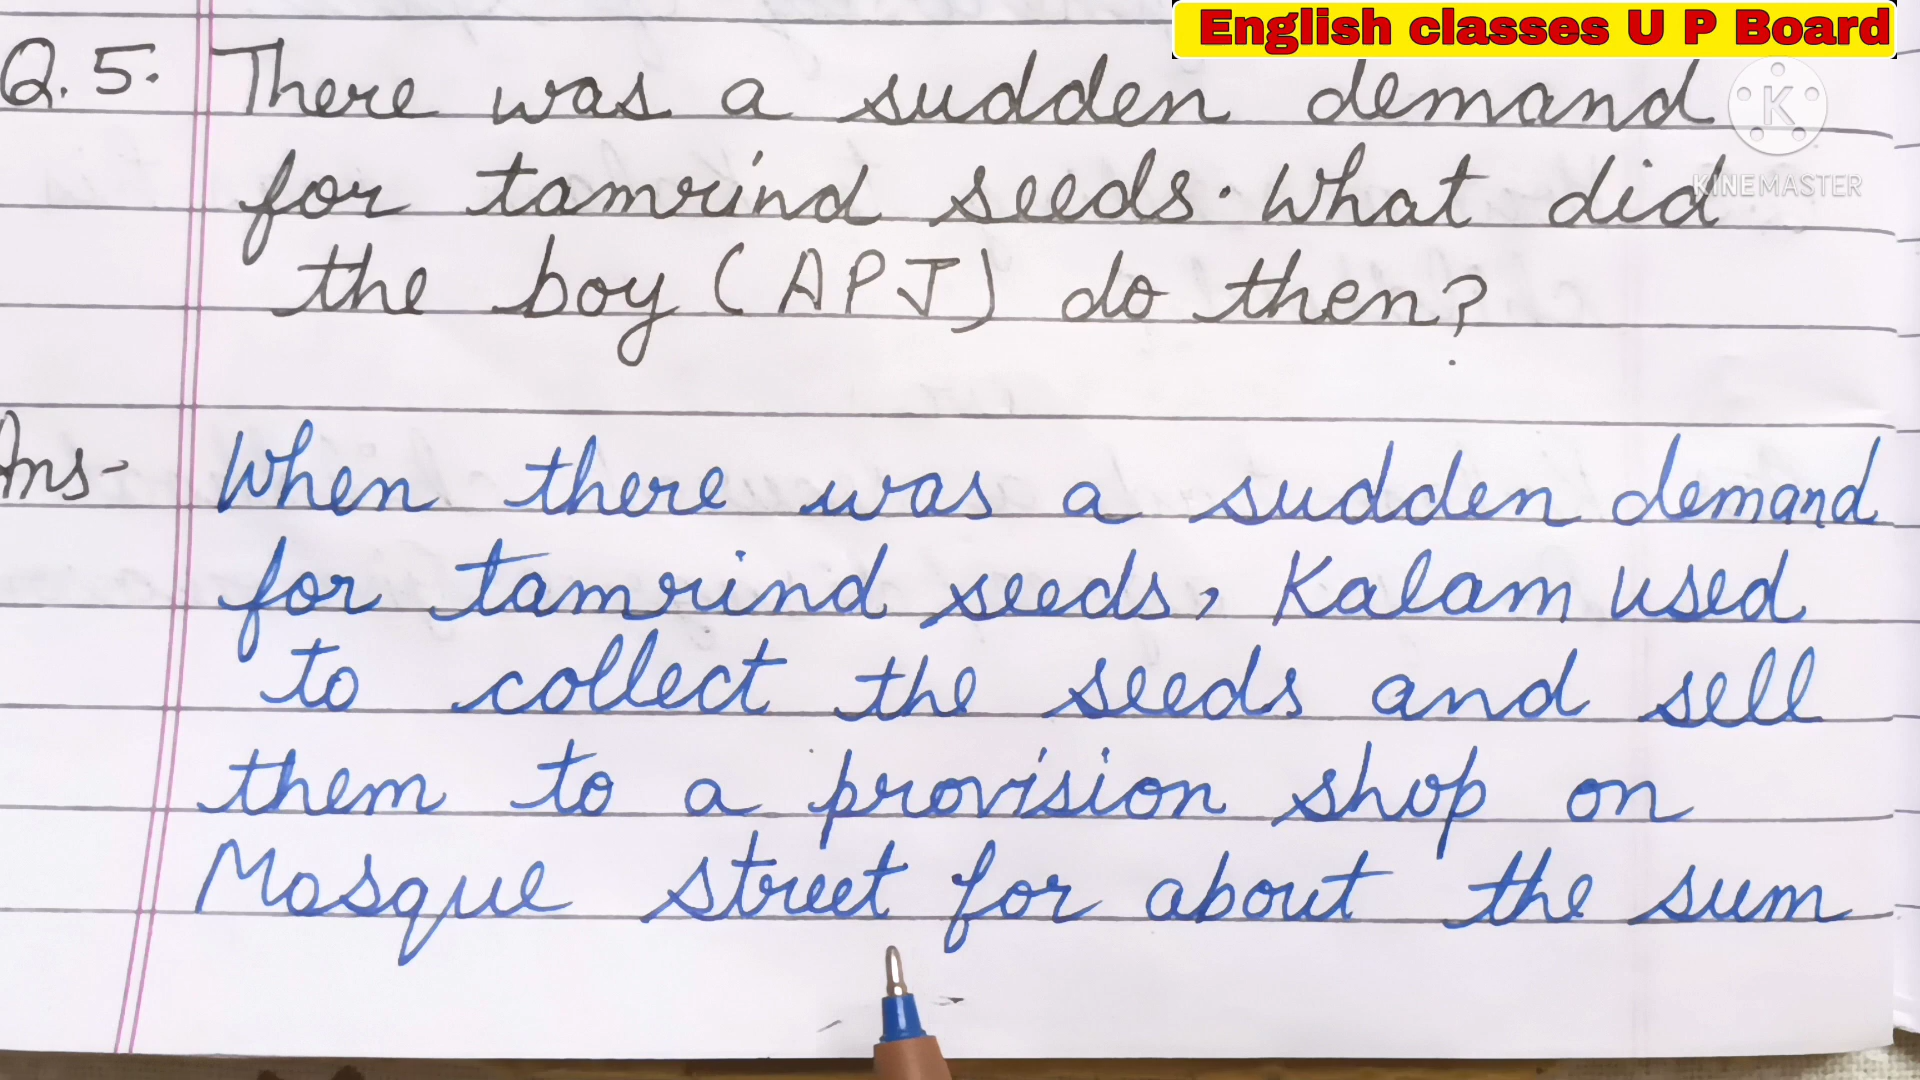 English classes U P Board
Q.5. There was a sudden demand
for tamrind seeds. What did
the boy (APJ) do then?
Ans- When there was a sudden demand
for tamrind seeds, Kalam used
to collect the seeds and sell
them to a provision shop on
Mosque street for about the sum
K
KINEMASTER